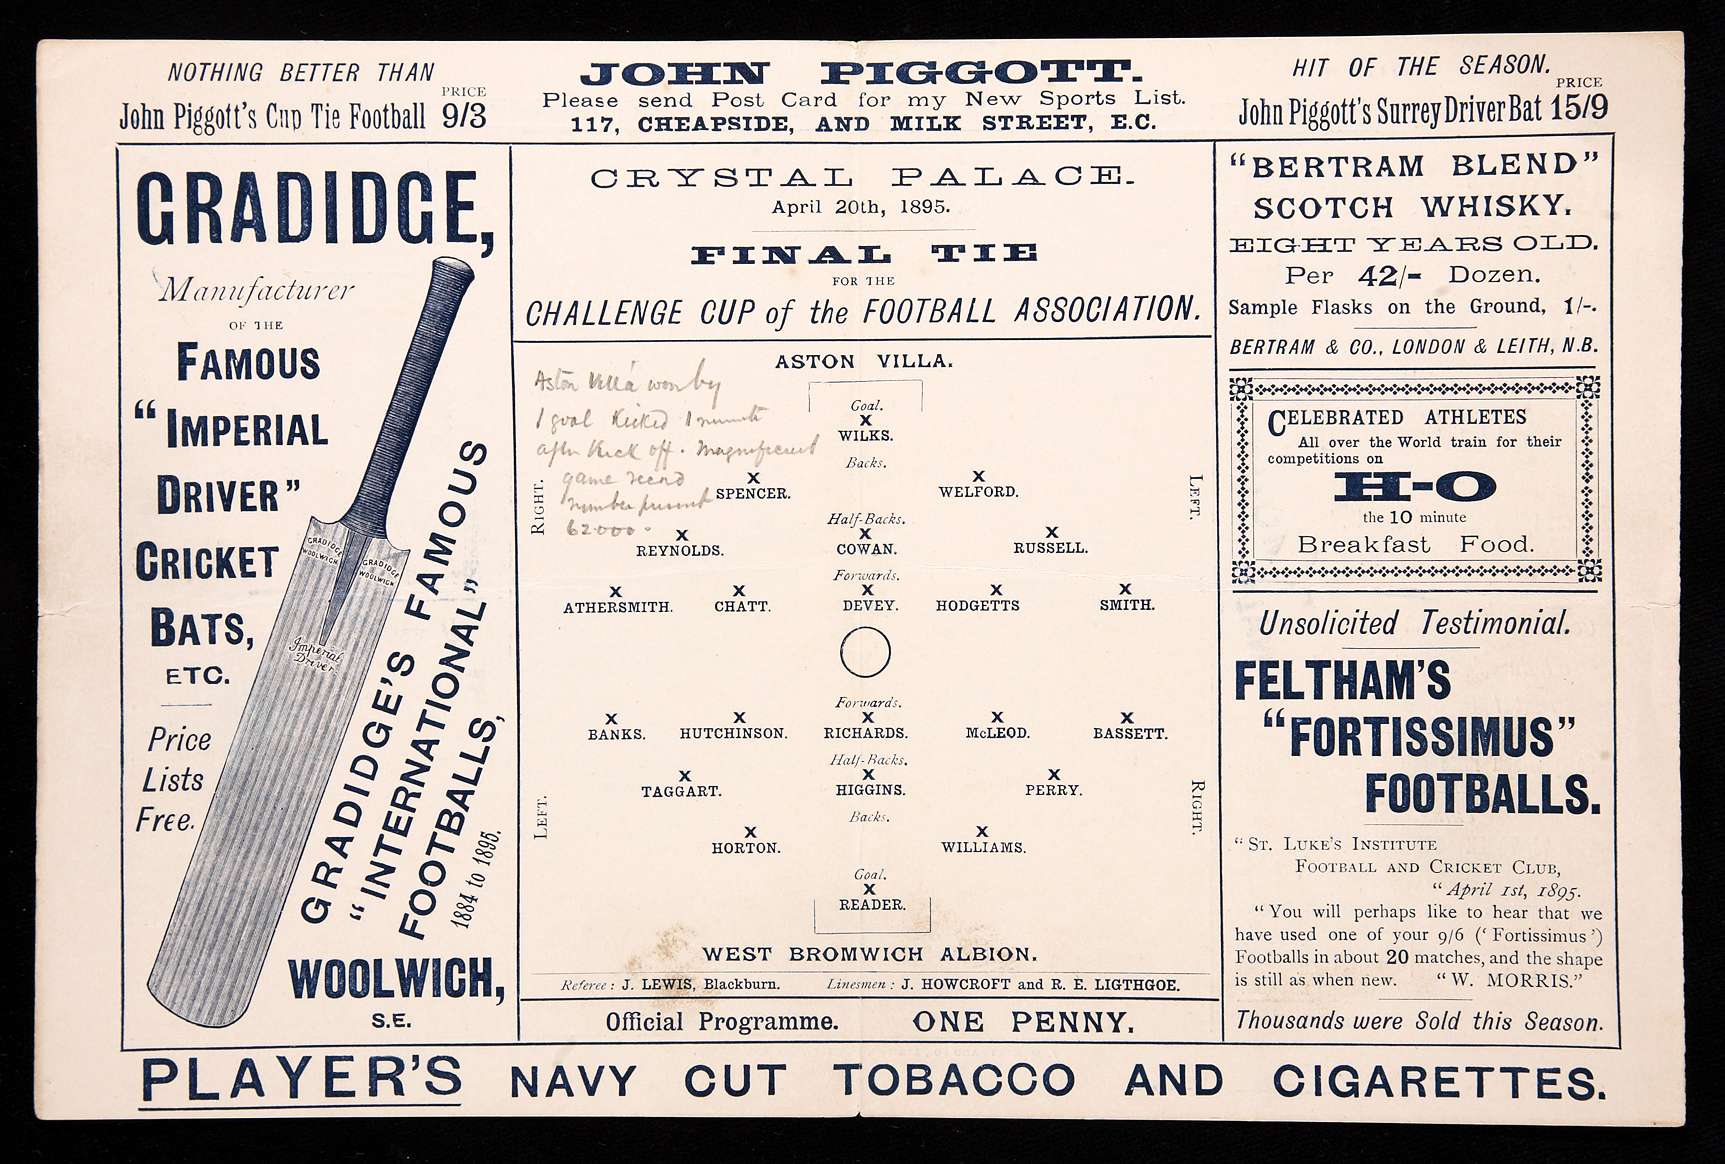 NOTHING BETTER THAN
John Piggott's Cup Tie Football PRICE 9/3
JOHN PIGGOTT.
Please send Post Card for my New Sports List.
117, CHEAPSIDE, AND MILK STREET, E.C.
HIT OF THE SEASON.
John Piggott's Surrey Driver Bat PRICE 15/9
GRADIDGE,
Manufacturer
OF THE
FAMOUS
"IMPERIAL
DRIVER"
CRICKET
BATS,
ETC.
Price
Lists
Free.
GRADIDGE
WOOLWICH
GRADIDGE
WOOLWICH
Imperial
Driver
GRADIDGE'S FAMOUS
"INTERNATIONAL"
FOOTBALLS,
1884 to 1895.
WOOLWICH,
S.E.
CRYSTAL PALACE.
April 20th, 1895.
FINAL TIE
FOR THE
CHALLENGE CUP of the FOOTBALL ASSOCIATION.
ASTON VILLA.
Aston Villa won by
1 goal Kicked 1 minute
after Kick off. Magnificent
game record
number present
62000.
RIGHT.
LEFT.
Goal.
X
WILKS.
Backs.
X X
SPENCER. WELFORD.
Half-Backs.
X X X
REYNOLDS. COWAN. RUSSELL.
Forwards.
X X X X X
ATHERSMITH. CHATT. DEVEY. HODGETTS SMITH.
Forwards.
X X X X X
BANKS. HUTCHINSON. RICHARDS. McLEOD. BASSETT.
Half-Backs.
X X X
TAGGART. HIGGINS. PERRY.
LEFT.
RIGHT.
Backs.
X X
HORTON. WILLIAMS.
Goal.
X
READER.
WEST BROMWICH ALBION.
Referee: J. LEWIS, Blackburn. Linesmen: J. HOWCROFT and R. E. LIGTHGOE.
Official Programme. ONE PENNY.
"BERTRAM BLEND"
SCOTCH WHISKY.
EIGHT YEARS OLD.
Per 42/- Dozen.
Sample Flasks on the Ground, 1/-.
BERTRAM & CO., LONDON & LEITH, N.B.
CELEBRATED ATHLETES
All over the World train for their
competitions on
H-O
the 10 minute
Breakfast Food.
Unsolicited Testimonial.
FELTHAM'S
"FORTISSIMUS"
FOOTBALLS.
"ST. LUKE'S INSTITUTE
FOOTBALL AND CRICKET CLUB,
"April 1st, 1895.
"You will perhaps like to hear that we
have used one of your 9/6 ('Fortissimus')
Footballs in about 20 matches, and the shape
is still as when new. "W. MORRIS."
Thousands were Sold this Season.
PLAYER'S NAVY CUT TOBACCO AND CIGARETTES.